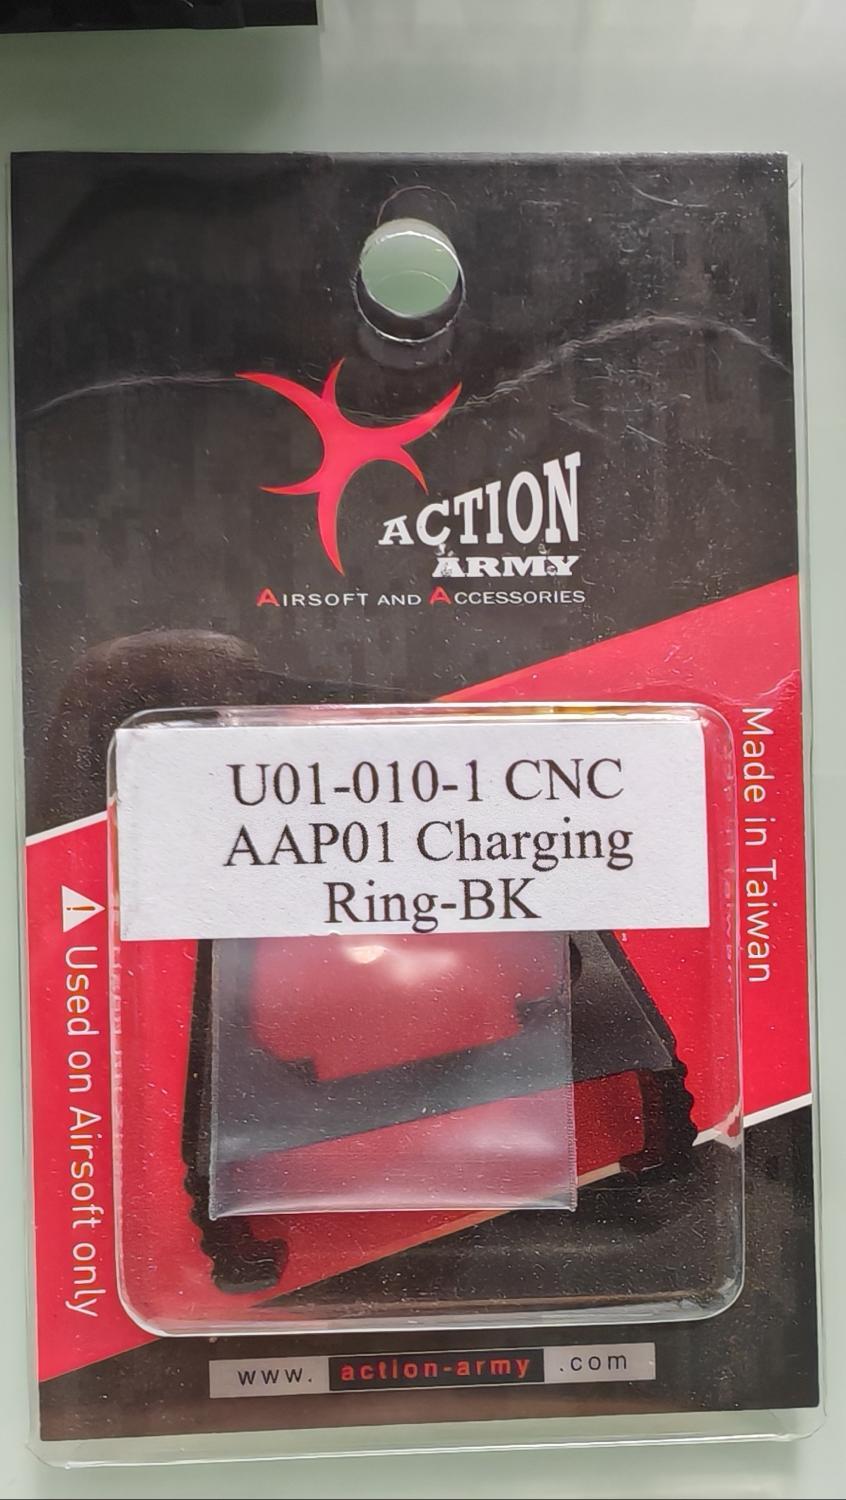 ACTION
ARMY
AIRSOFT AND ACCESSORIES
U01-010-1 CNC
AAP01 Charging
Ring-BK
Made in Taiwan
Used on Airsoft only
www. action-army .com